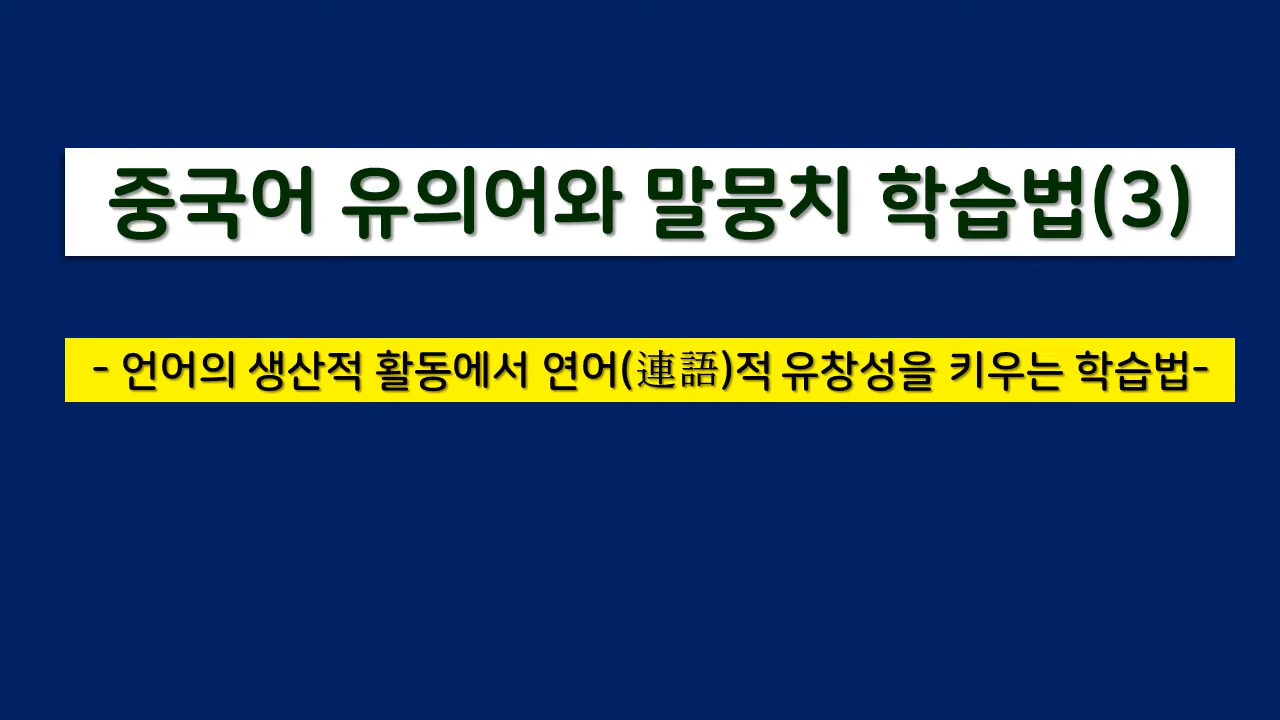 중국어 유의어와 말뭉치 학습법(3)
- 언어의 생산적 활동에서 연어(連語)적 유창성을 키우는 학습법-